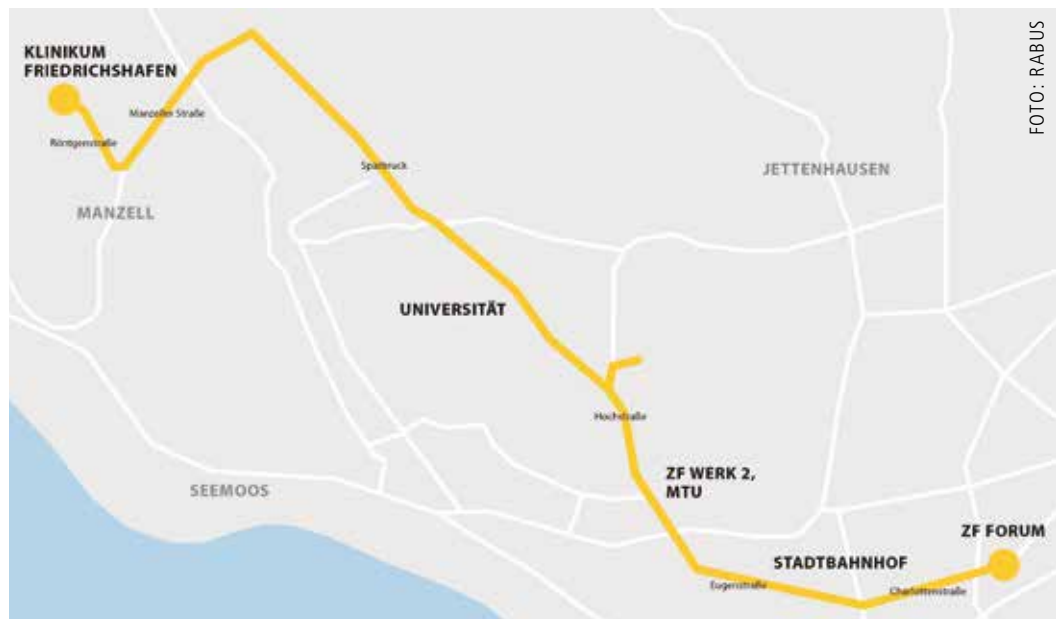 KLINIKUM
FRIEDRICHSHAFEN
Manzeller Straße
Röntgenstraße
MANZELL
Sparbruck
JETTENHAUSEN
UNIVERSITÄT
Hochstraße
ZF WERK 2,
MTU
SEEMOOS
ZF FORUM
STADTBAHNHOF
Eugenstraße
Charlottenstraße
FOTO: RABUS